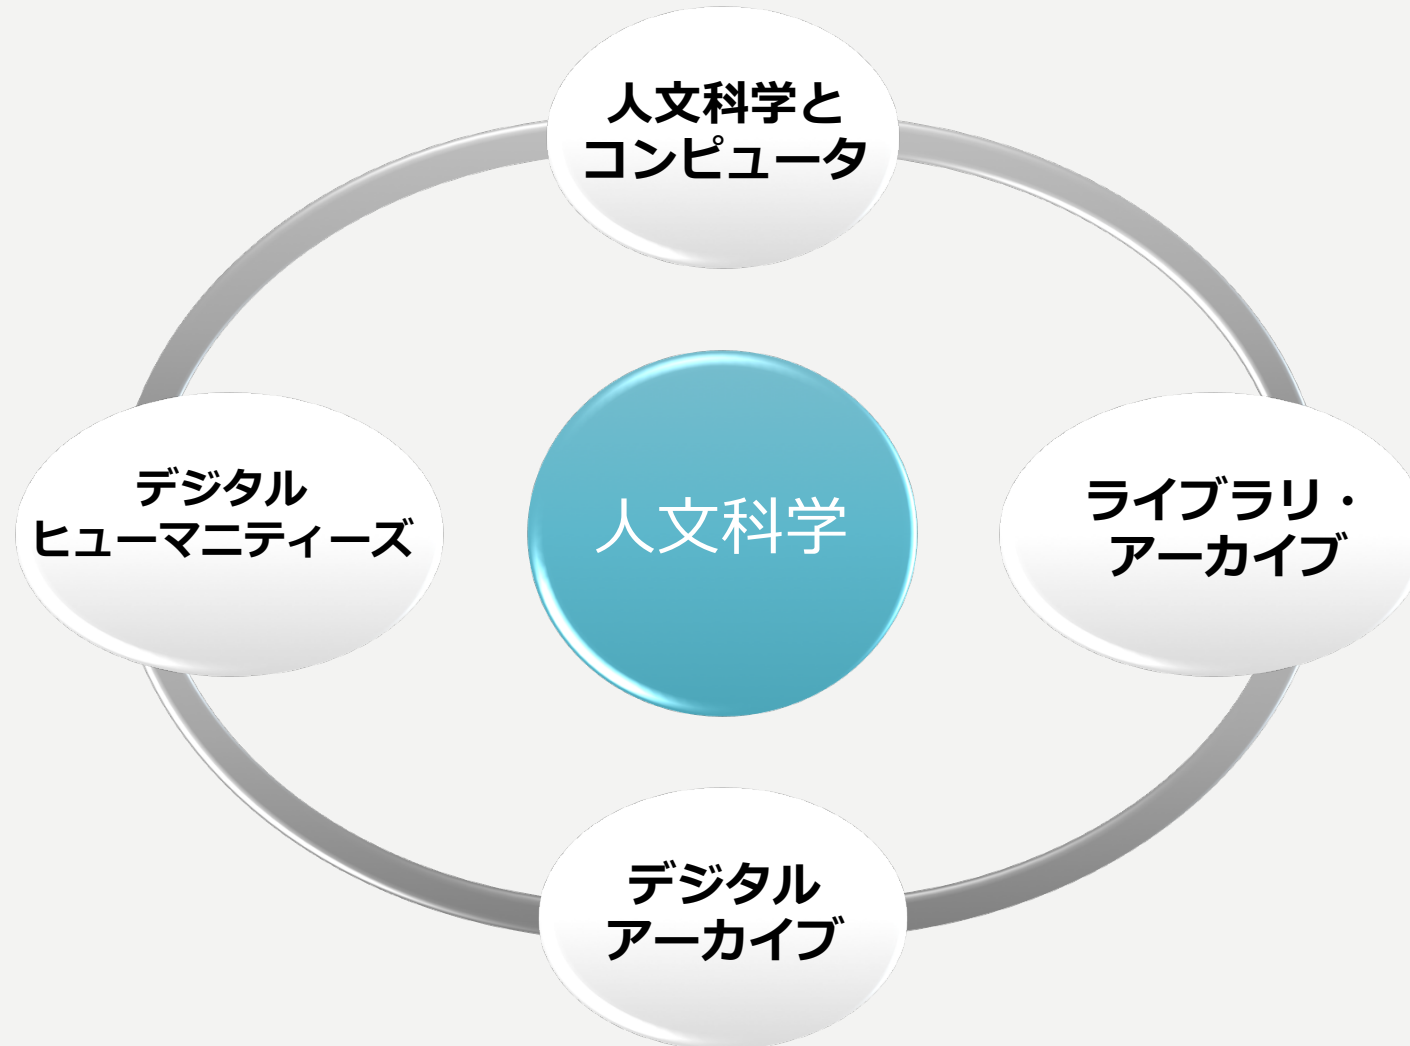 人文科学と
コンピュータ
デジタル
ヒューマニティーズ
人文科学
ライブラリ・
アーカイブ
デジタル
アーカイブ